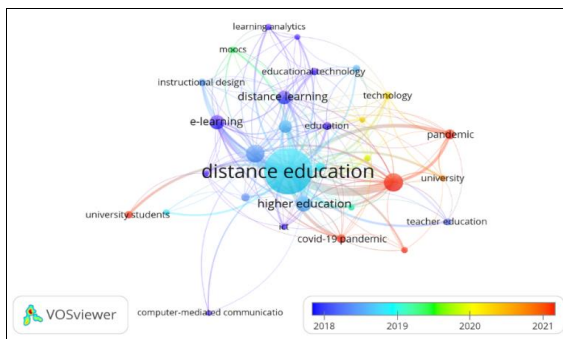 learning analytics
moocs
educational technology
instructional design
distance learning
technology
e-learning
education
pandemic
distance education
university
higher education
university students
teacher education
ict
covid-19 pandemic
computer-mediated communicatio
VOSviewer
2018 2019 2020 2021